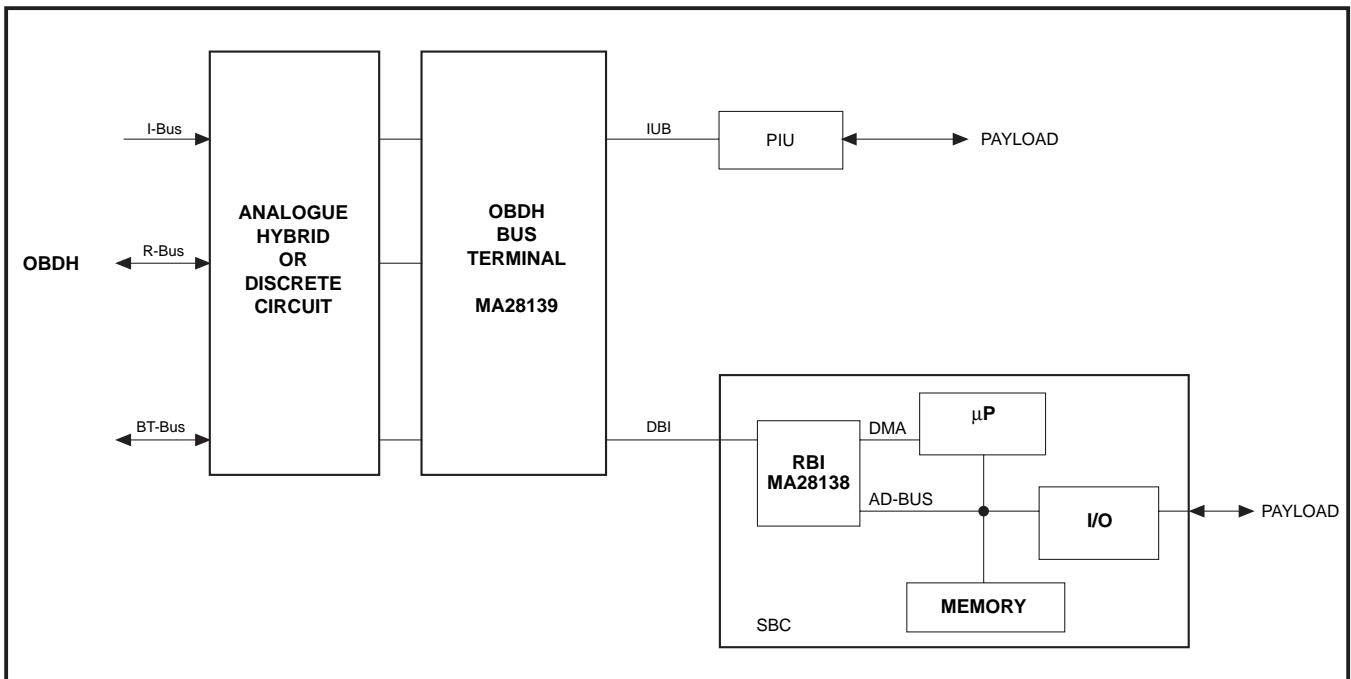 I-Bus
IUB
PIU
PAYLOAD
ANALOGUE
HYBRID
OR
DISCRETE
CIRCUIT
OBDH
BUS
TERMINAL
MA28139
OBDH
R-Bus
BT-Bus
DBI
RBI
MA28138
DMA
μP
AD-BUS
I/O
PAYLOAD
MEMORY
SBC